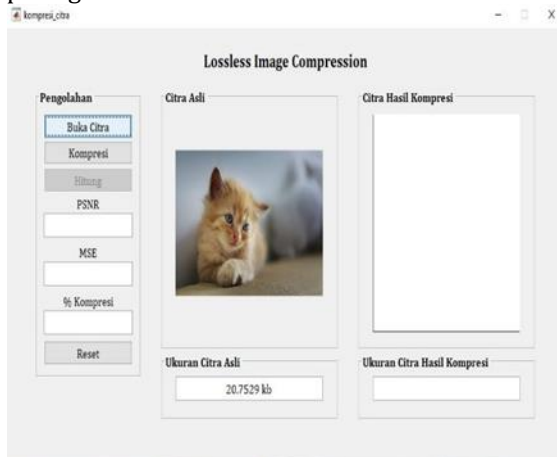 kompresi_citra
Lossless Image Compression
Pengolahan
Buka Citra
Kompresi
Hitung
PSNR
MSE
% Kompresi
Reset
Citra Asli
Ukuran Citra Asli
20.7529 kb
Citra Hasil Kompresi
Ukuran Citra Hasil Kompresi